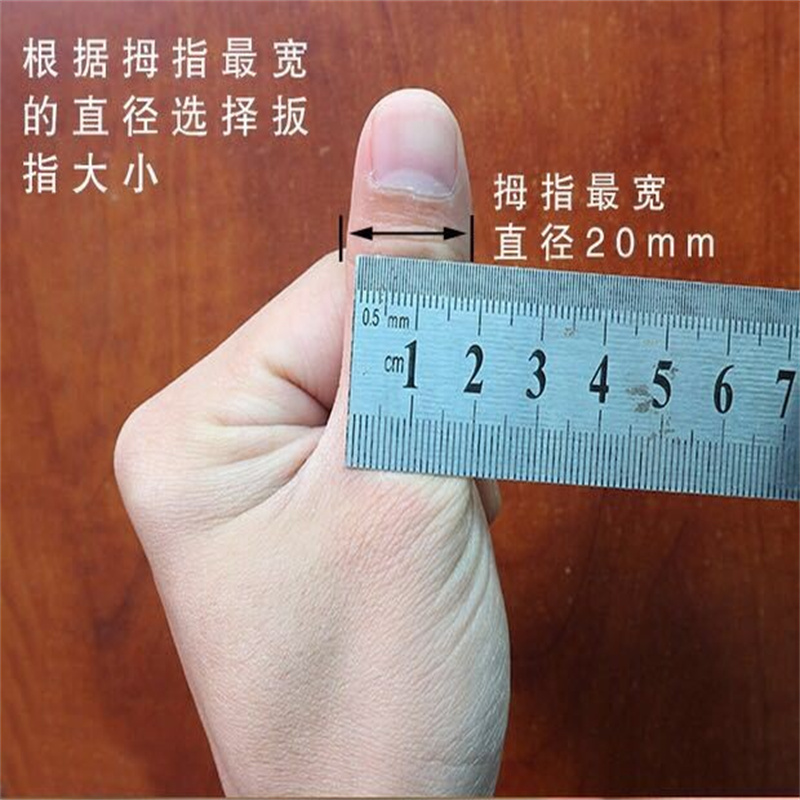 根据拇指最宽
的直径选择扳
指大小
拇指最宽
直径20mm
0.5 mm
cm 1 2 3 4 5 6 7